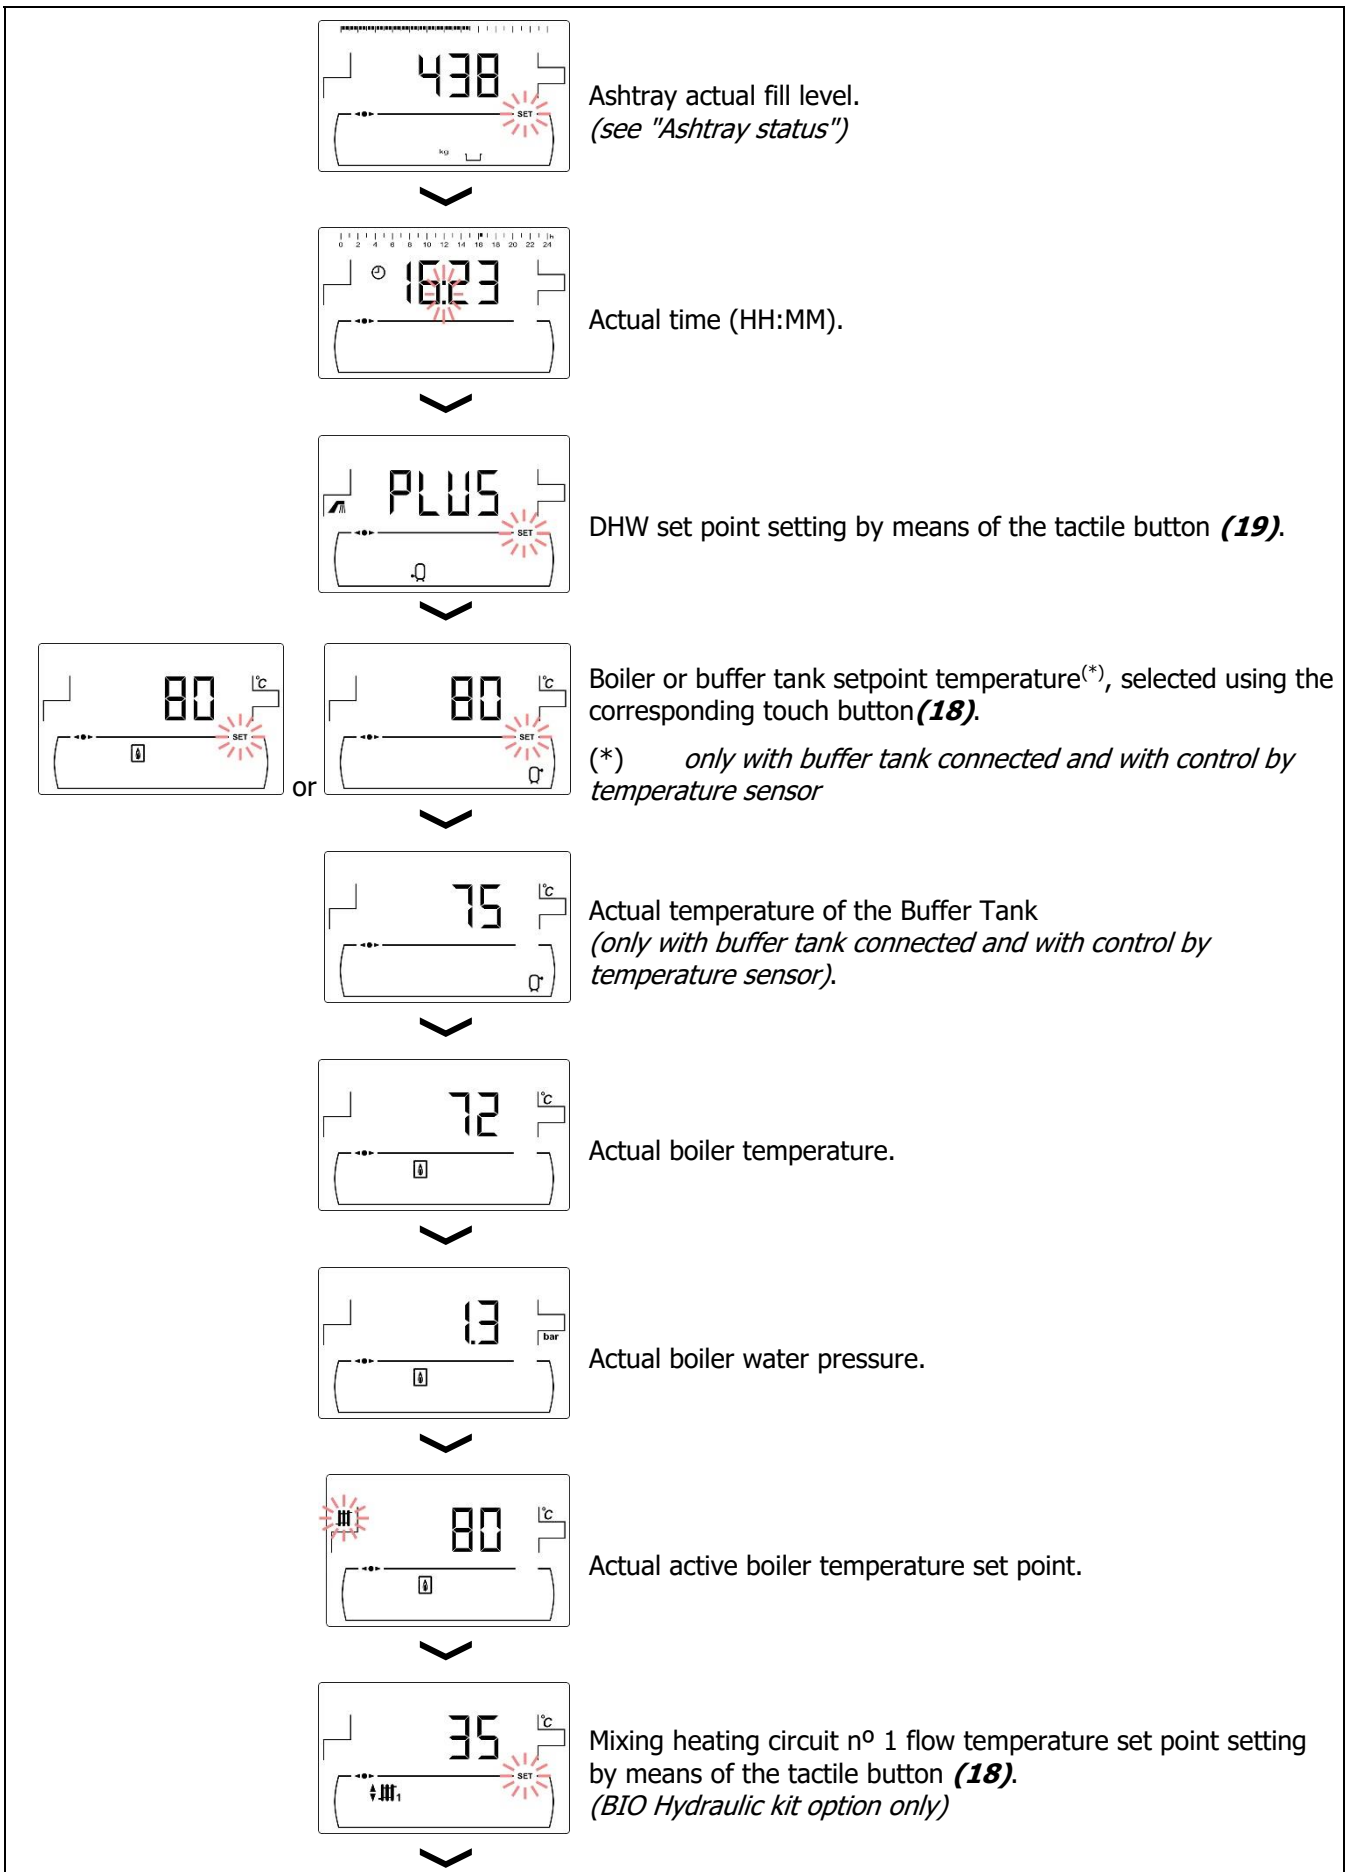 438
SET
kg
Ashtray actual fill level.
(see "Ashtray status")
0 2 4 6 8 10 12 14 16 18 20 22 24 h
16:23
Actual time (HH:MM).
PLUS
SET
DHW set point setting by means of the tactile button (19).
80 °C
SET
or
80 °C
SET
Boiler or buffer tank setpoint temperature(*), selected using the
corresponding touch button(18).
(*) only with buffer tank connected and with control by
temperature sensor
75 °C
Actual temperature of the Buffer Tank
(only with buffer tank connected and with control by
temperature sensor).
72 °C
Actual boiler temperature.
1.3
bar
Actual boiler water pressure.
80 °C
Actual active boiler temperature set point.
35 °C
SET
1
Mixing heating circuit nº 1 flow temperature set point setting
by means of the tactile button (18).
(BIO Hydraulic kit option only)